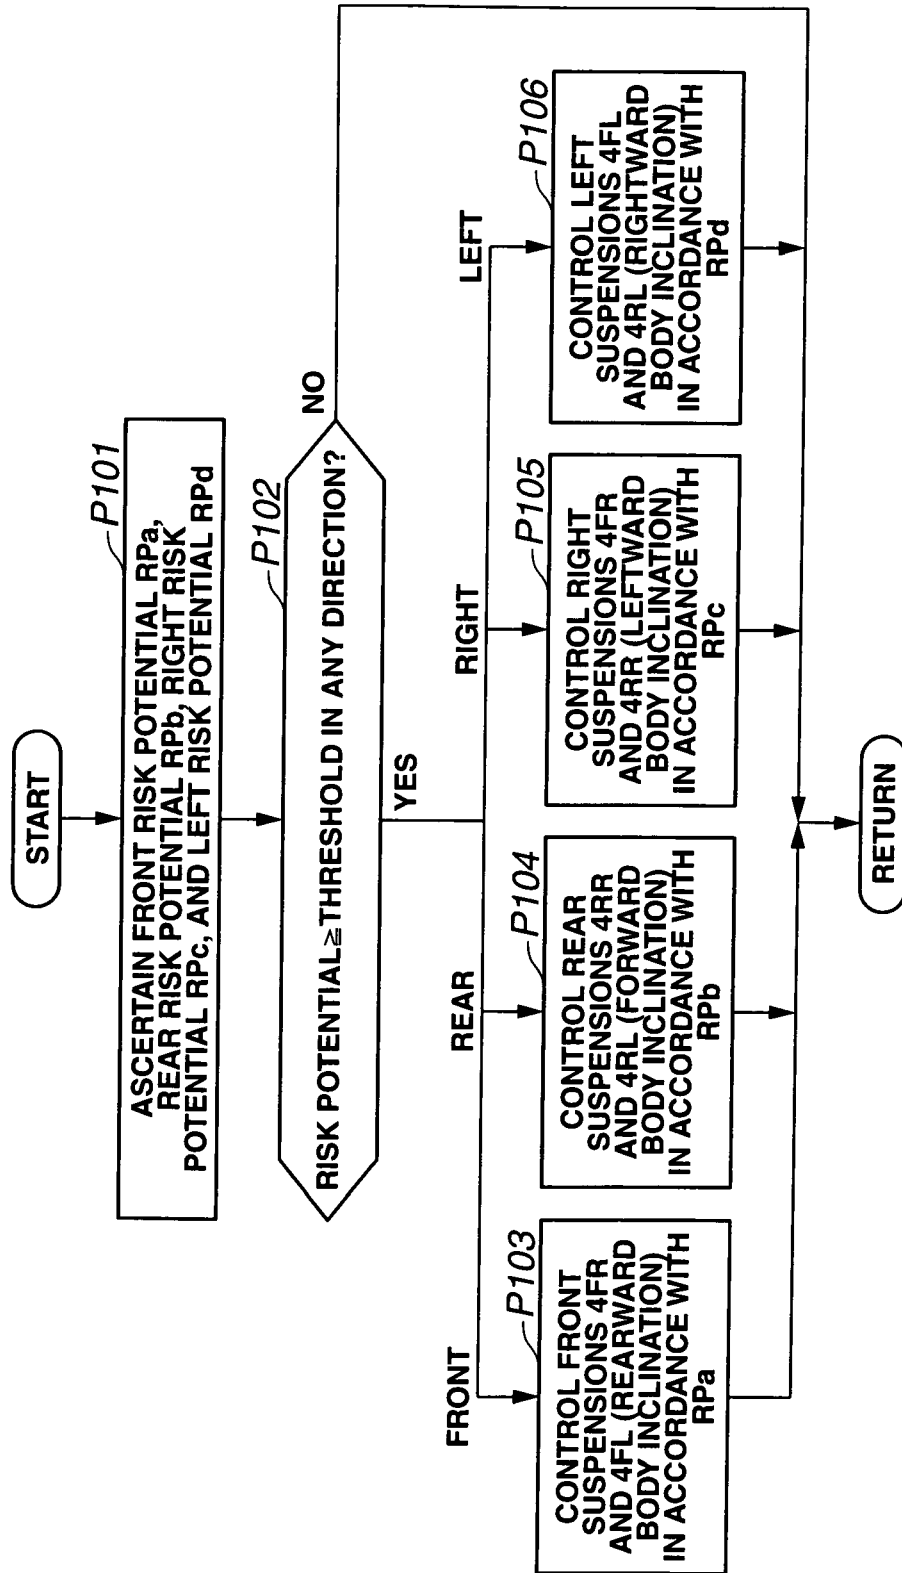 START
P101
ASCERTAIN FRONT RISK POTENTIAL RPa,
REAR RISK POTENTIAL RPb, RIGHT RISK
POTENTIAL RPc, AND LEFT RISK POTENTIAL RPd
P102
RISK POTENTIAL≧THRESHOLD IN ANY DIRECTION?
NO
YES
FRONT
REAR
RIGHT
LEFT
P103
CONTROL FRONT
SUSPENSIONS 4FR
AND 4FL (REARWARD
BODY INCLINATION)
IN ACCORDANCE WITH
RPa
P104
CONTROL REAR
SUSPENSIONS 4RR
AND 4RL (FORWARD
BODY INCLINATION)
IN ACCORDANCE WITH
RPb
P105
CONTROL RIGHT
SUSPENSIONS 4FR
AND 4RR (LEFTWARD
BODY INCLINATION)
IN ACCORDANCE WITH
RPc
P106
CONTROL LEFT
SUSPENSIONS 4FL
AND 4RL (RIGHTWARD
BODY INCLINATION)
IN ACCORDANCE WITH
RPd
RETURN